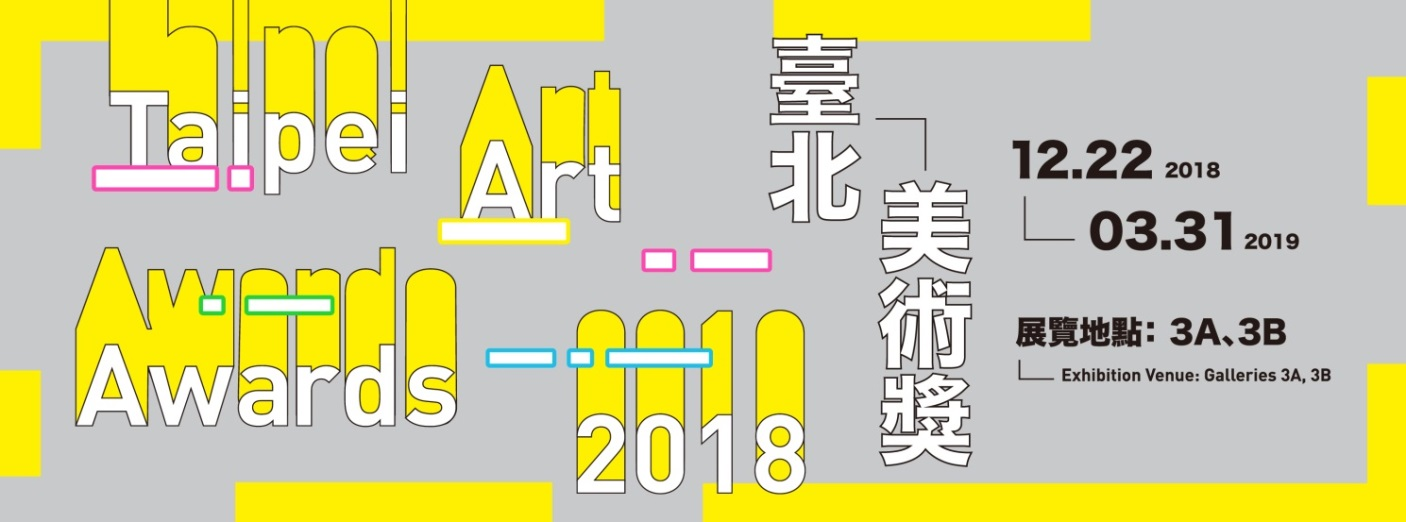 Taipei
Art
Awards
2018
臺北
美術獎
12.22 2018
03.31 2019
展覽地點：3A、3B
Exhibition Venue: Galleries 3A, 3B